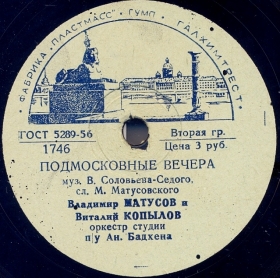 ФАБРИКА „ПЛАСТМАСС" • ГУМП • ГАЛХИМТРЕСТ •
ГОСТ 5289-56 Вторая гр.
1746 Цена 3 руб.
ПОДМОСКОВНЫЕ ВЕЧЕРА
муз. В. Соловьева-Седого,
сл. М. Матусовского
Владимир МАТУСОВ и
Виталий КОПЫЛОВ
оркестр студии
п/у Ан. Бадхена